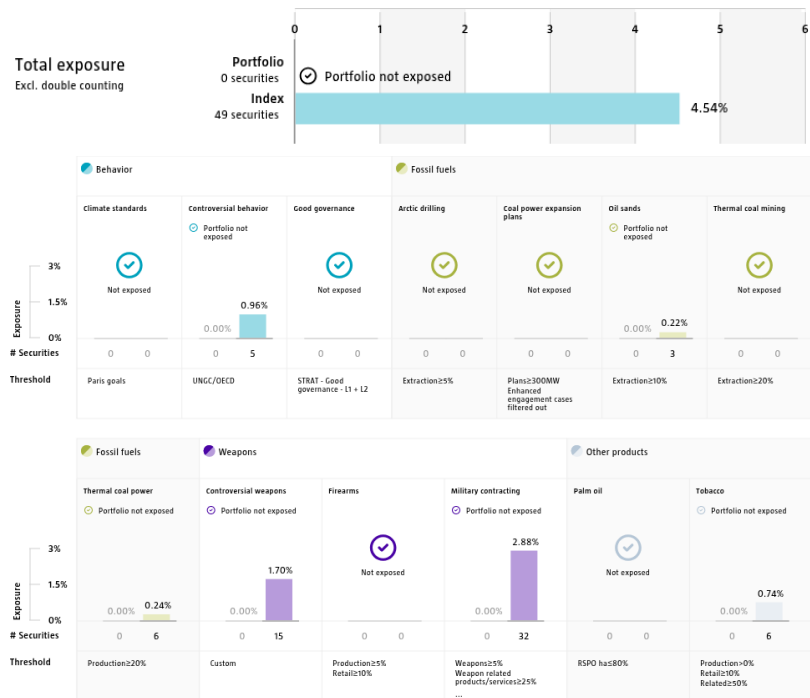 0 1 2 3 4 5 6
Total exposure
Excl. double counting
Portfolio
0 securities
Portfolio not exposed
Index
49 securities
4.54%
Behavior
Fossil fuels
Climate standards
Controversial behavior
Good governance
Arctic drilling
Coal power expansion
plans
Oil sands
Thermal coal mining
Portfolio not
exposed
Portfolio not
exposed
Exposure
3%
1.5%
0%
Not exposed
0.00%
0.96%
Not exposed
Not exposed
Not exposed
0.00%
0.22%
Not exposed
# Securities
0 0
0 5
0 0
0 0
0 0
0 3
0 0
Threshold
Paris goals
UNGC/OECD
STRAT - Good
governance - L1 + L2
Extraction≥5%
Plans≥300MW
Enhanced
engagement cases
filtered out
Extraction≥10%
Extraction≥20%
Fossil fuels
Weapons
Other products
Thermal coal power
Controversial weapons
Firearms
Military contracting
Palm oil
Tobacco
Portfolio not exposed
Portfolio not exposed
Portfolio not exposed
Portfolio not exposed
Exposure
3%
1.5%
0%
0.00%
0.24%
0.00%
1.70%
Not exposed
0.00%
2.88%
Not exposed
0.00%
0.74%
# Securities
0 6
0 15
0 0
0 32
0 0
0 6
Threshold
Production≥20%
Custom
Production≥5%
Retail≥10%
Weapons≥5%
Weapon related
products/services≥25%
RSPO ha≤80%
Production>0%
Retail≥10%
Related≥50%